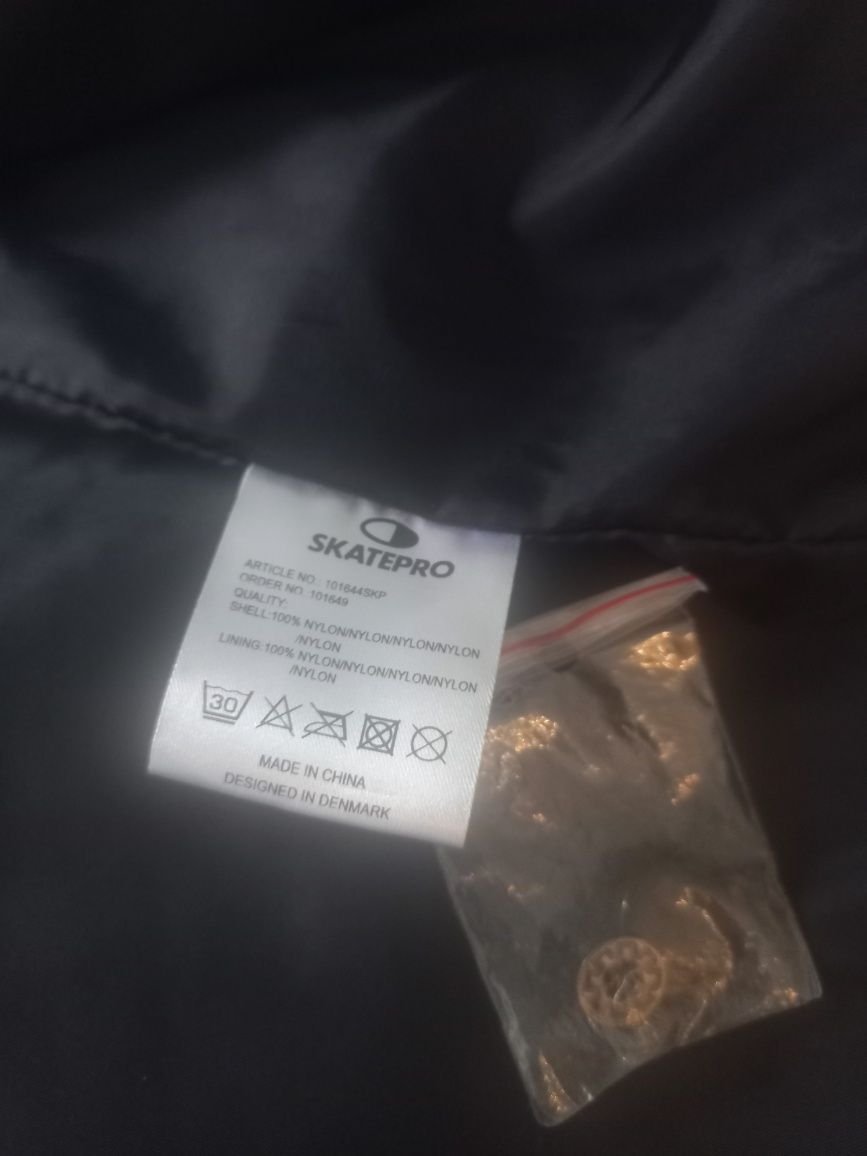 SKATEPRO
ARTICLE NO. 101644SKP
ORDER NO. 101649
QUALITY:
SHELL:100% NYLON/NYLON/NYLON/NYLON
/NYLON
LINING:100% NYLON/NYLON/NYLON/NYLON
/NYLON
30
MADE IN CHINA
DESIGNED IN DENMARK